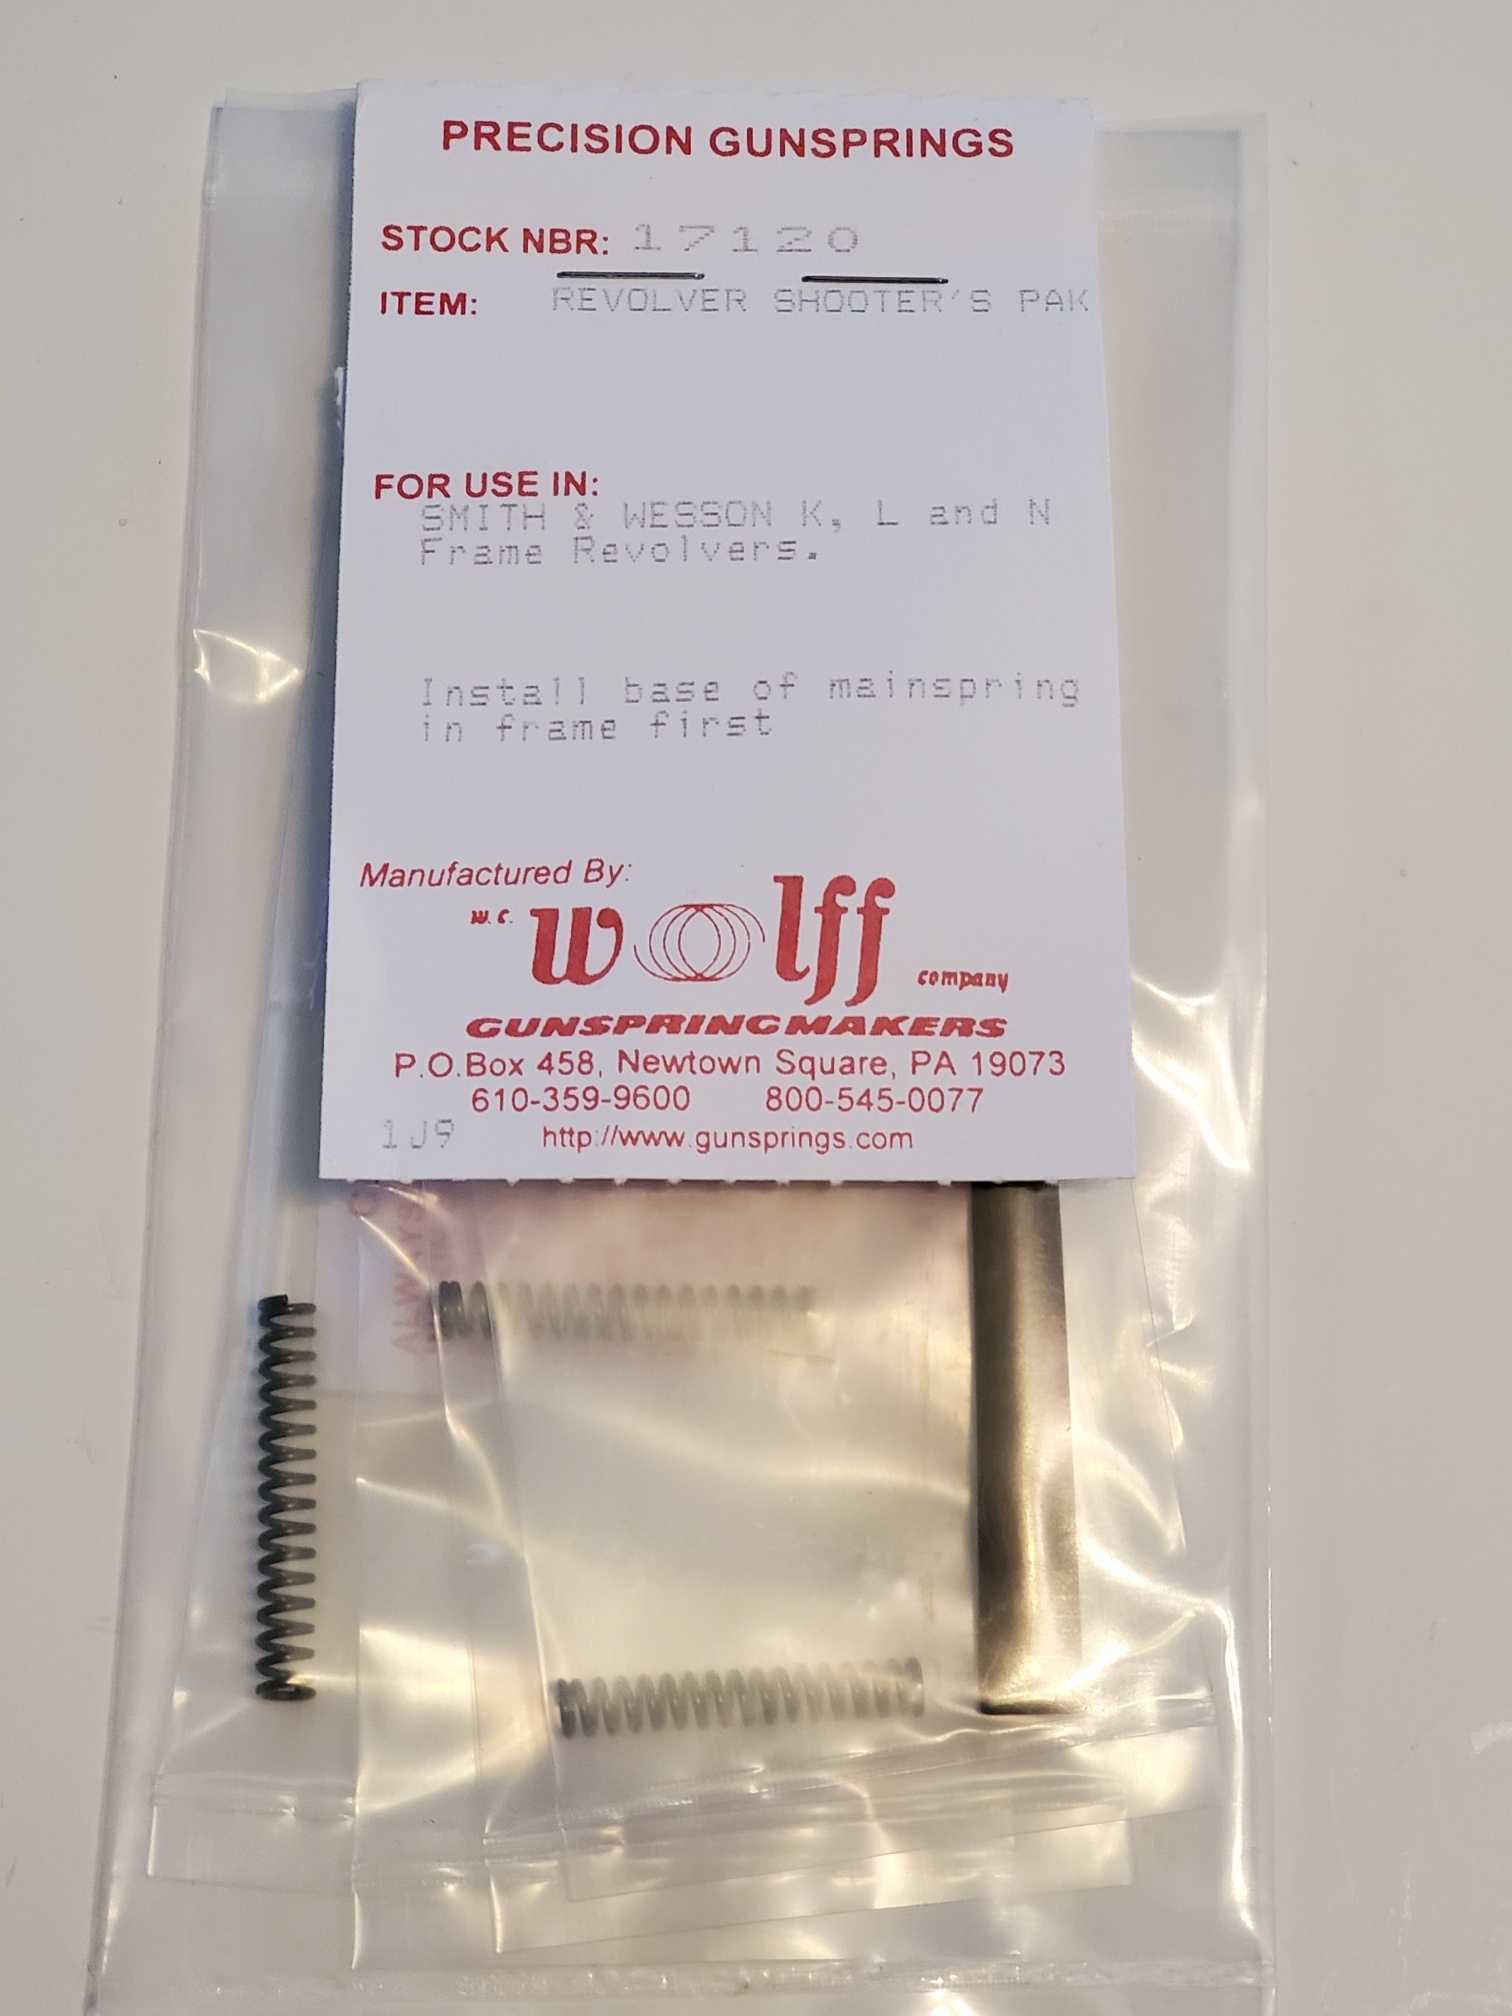 PRECISION GUNSPRINGS
STOCK NBR: 17120
ITEM: REVOLVER SHOOTER'S PAK
FOR USE IN:
SMITH & WESSON K, L and N
Frame Revolvers.
Install base of mainspring
in frame first
Manufactured By:
W. C. Wolff company
GUNSPRINGMAKERS
P.O.Box 458, Newtown Square, PA 19073
610-359-9600 800-545-0077
1J9 http://www.gunsprings.com